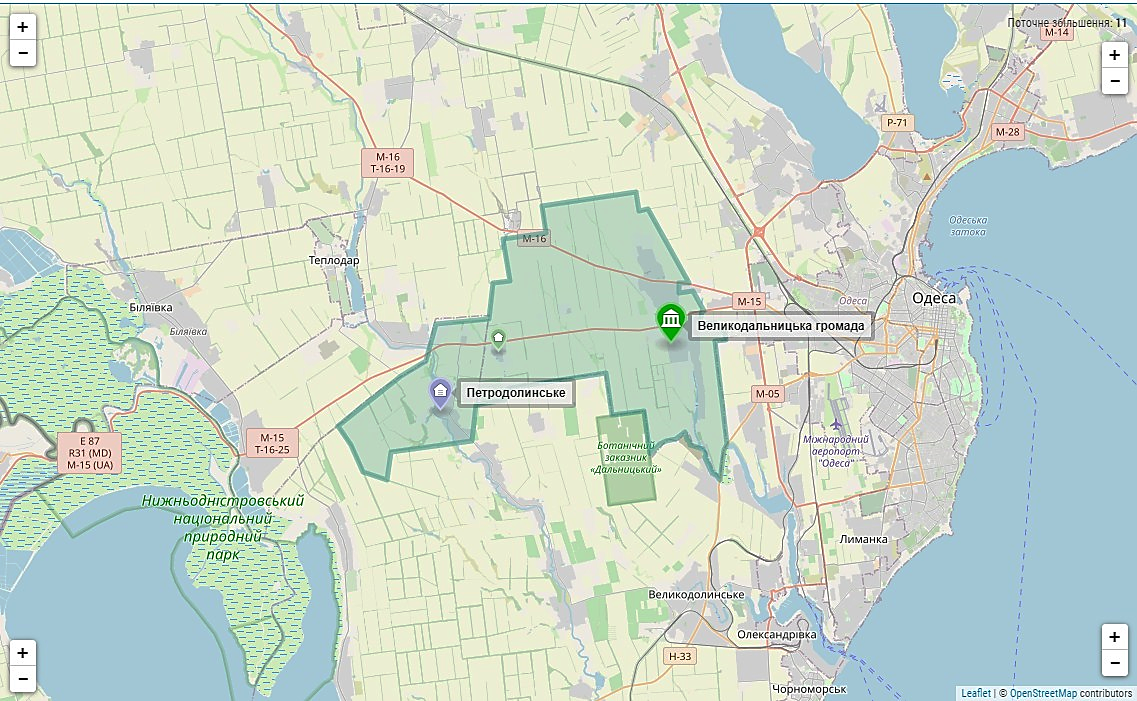 +
−
Поточне збільшення: 11
М-14
+
−
Р-71
М-28
М-16
Т-16-19
Одеська
затока
М-16
Теплодар
Біляївка
Біляївка
М-15
Одеса
Одеса
Великодальницька громада
Петродолинське
М-05
М-15
Т-16-25
E 87
R31 (MD)
М-15 (UA)
Ботанічний
заказник
«Дальницький»
Міжнародний
аеропорт
"Одеса"
Нижньодністровський
національний
природний
парк
Лиманка
Великодолинське
Олександрівка
Н-33
Чорноморськ
+
−
+
−
Leaflet | © OpenStreetMap contributors